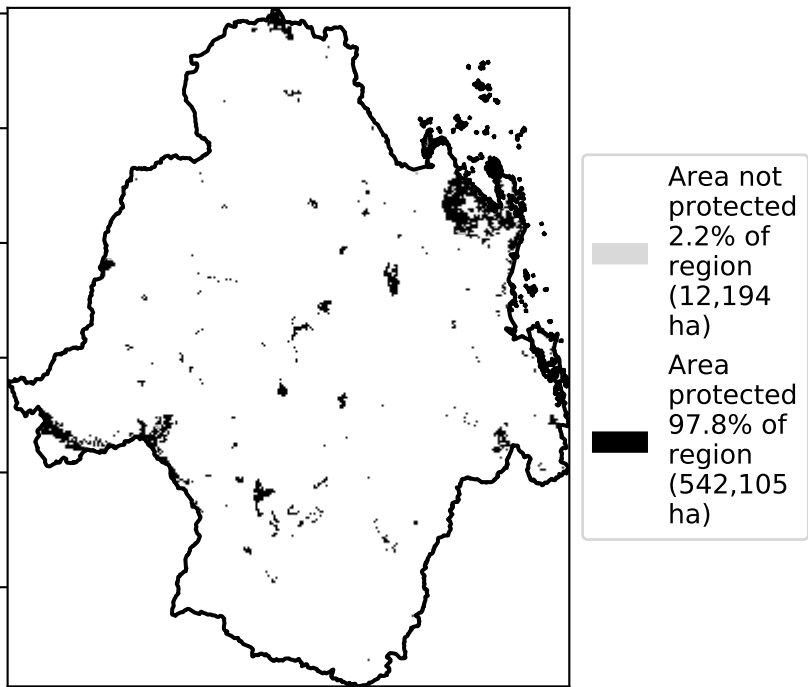 Area not
protected
2.2% of
region
(12,194
ha)
Area
protected
97.8% of
region
(542,105
ha)